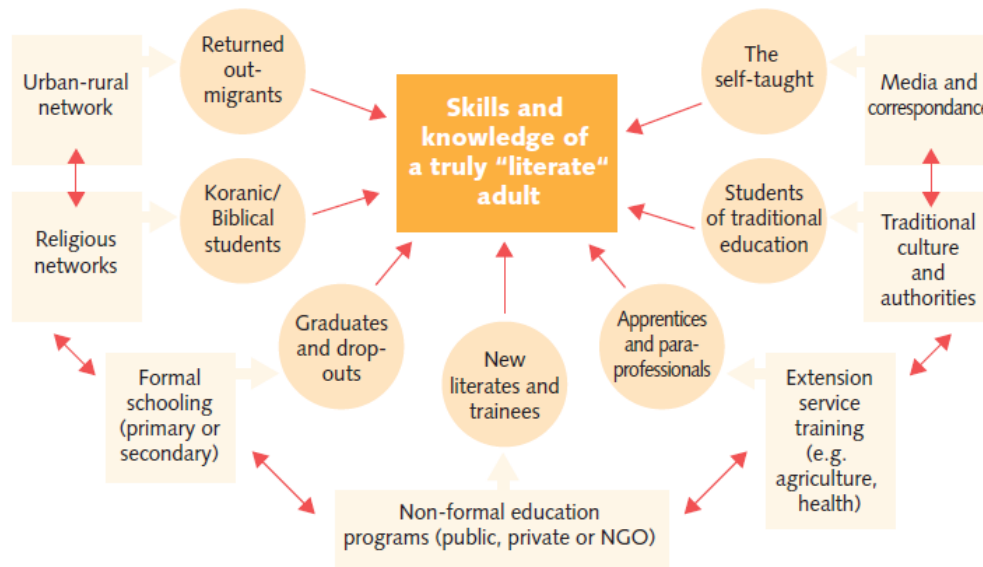 Urban-rural
network
Returned
out-
migrants
Skills and
knowledge of
a truly “literate“
adult
The
self-taught
Media and
correspondance
Religious
networks
Koranic/
Biblical
students
Students
of traditional
education
Traditional
culture
and
authorities
Formal
schooling
(primary or
secondary)
Graduates
and drop-
outs
New
literates and
trainees
Apprentices
and para-
professionals
Extension
service
training
(e.g.
agriculture,
health)
Non-formal education
programs (public, private or NGO)